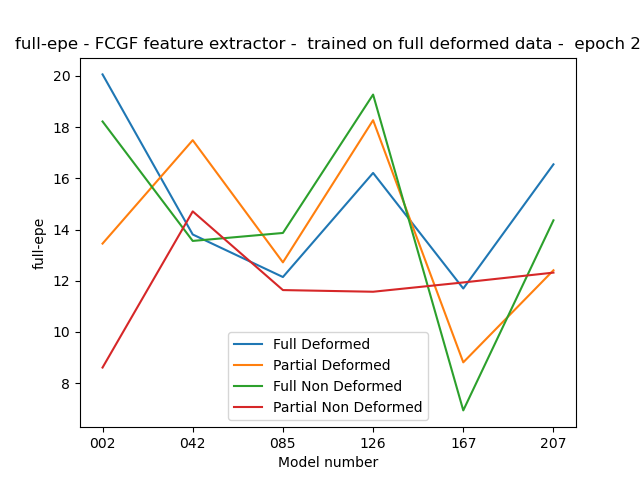 full-epe - FCGF feature extractor -  trained on full deformed data -  epoch 2
20
18
16
14
12
10
8
full-epe
Full Deformed
Partial Deformed
Full Non Deformed
Partial Non Deformed
002 042 085 126 167 207
Model number